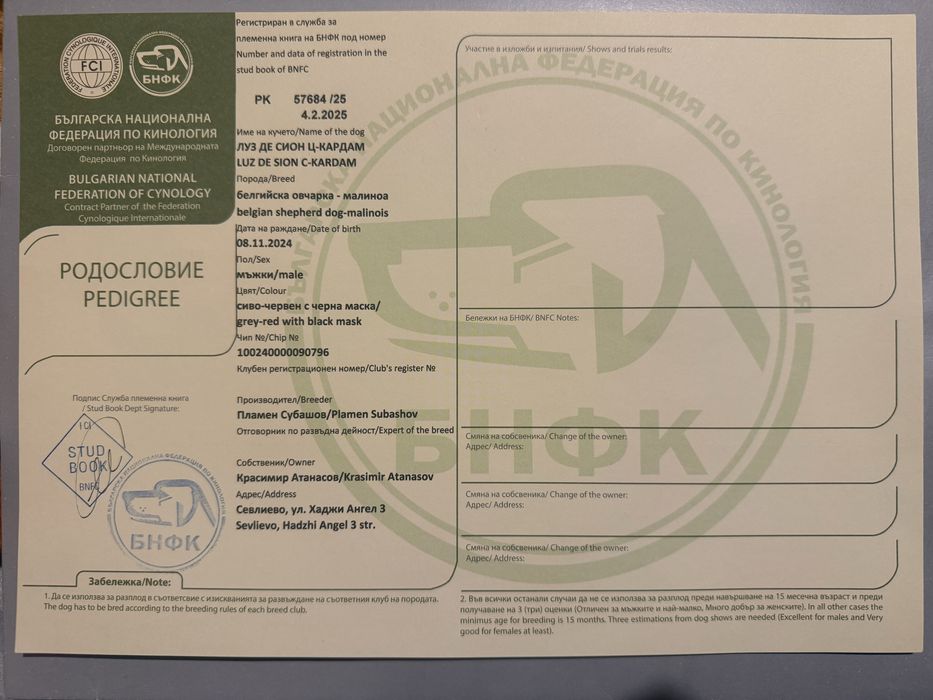 FEDERATION CYNOLOGIQUE INTERNATIONALE
FCI
БНФК
БЪЛГАРСКА НАЦИОНАЛНА
ФЕДЕРАЦИЯ ПО КИНОЛОГИЯ
Договорен партньор на Международната
Федерация по Кинология
BULGARIAN NATIONAL
FEDERATION OF CYNOLOGY
Contract Partner of the Federation
Cynologique Internationale
РОДОСЛОВИЕ
PEDIGREE
Подпис Служба племенна книга
/ Stud Book Dept Signature:
FCI
STUD
BOOK
BNFC
БЪЛГАРСКА НАЦИОНАЛНА ФЕДЕРАЦИЯ ПО КИНОЛОГИЯ
БНФК
Регистриран в служба за
племенна книга на БНФК под номер
Number and data of registration in the
stud book of BNFC
РК 57684 /25
4.2.2025
Име на кучето/Name of the dog
ЛУЗ ДЕ СИОН Ц-КАРДАМ
LUZ DE SION C-KARDAM
Порода/Breed
белгийска овчарка - малиноа
belgian shepherd dog-malinois
Дата на раждане/Date of birth
08.11.2024
Пол/Sex
мъжки/male
Цвят/Colour
сиво-червен с черна маска/
grey-red with black mask
Чип №/Chip №
100240000090796
Клубен регистрационен номер/Club's register №
Производител/Breeder
Пламен Субашов/Plamen Subashov
Отговорник по развъдна дейност/Expert of the breed
Собственик/Owner
Красимир Атанасов/Krasimir Atanasov
Адрес/Address
Севлиево, ул. Хаджи Ангел 3
Sevlievo, Hadzhi Angel 3 str.
Участие в изложби и изпитания/ Shows and trials results:
БЪЛГАРСКА НАЦИОНАЛНА ФЕДЕРАЦИЯ ПО КИНОЛОГИЯ
БНФК
Бележки на БНФК/ BNFC Notes:
Смяна на собсвеника/ Change of the owner:
Адрес/ Address:
Смяна на собсвеника/ Change of the owner:
Адрес/ Address:
Смяна на собсвеника/ Change of the owner:
Адрес/ Address:
Забележка/Note:
1. Да се използва за разплод в съответсвие с изискванията за развъждане на съответния клуб на породата.
The dog has to be bred according to the breeding rules of each breed club.
2. Във всички останали случаи да не се използва за разплод преди навършване на 15 месечна възраст и преди
получаване на 3 (три) оценки (Отличен за мъжките и най-малко, Много добър за женските). In all other cases the
minimus age for breeding is 15 months. Three estimations from dog shows are needed (Excellent for males and Very
good for females at least).